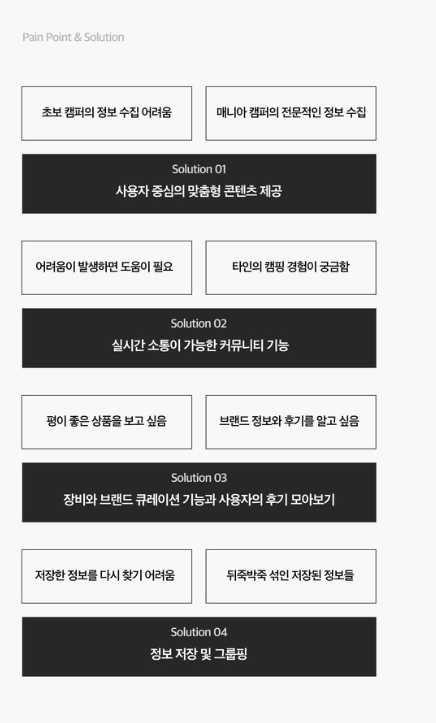 Pain Point & Solution
초보 캠퍼의 정보 수집 어려움
매니아 캠퍼의 전문적인 정보 수집
Solution 01
사용자 중심의 맞춤형 콘텐츠 제공
어려움이 발생하면 도움이 필요
타인의 캠핑 경험이 궁금함
Solution 02
실시간 소통이 가능한 커뮤니티 기능
평이 좋은 상품을 보고 싶음
브랜드 정보와 후기를 알고 싶음
Solution 03
장비와 브랜드 큐레이션 기능과 사용자의 후기 모아보기
저장한 정보를 다시 찾기 어려움
뒤죽박죽 섞인 저장된 정보들
Solution 04
정보 저장 및 그룹핑